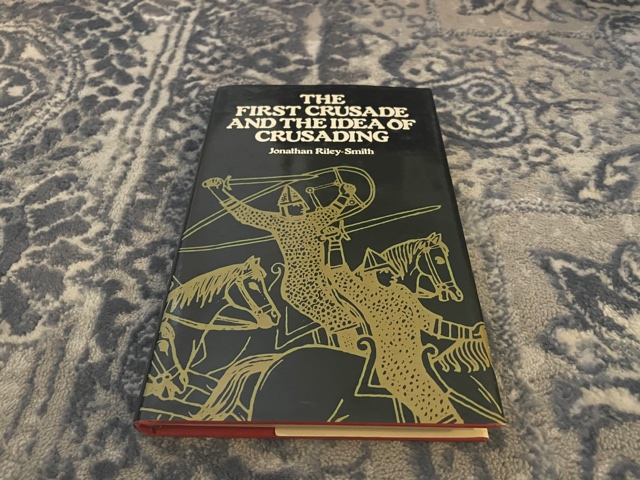 THE
FIRST CRUSADE
AND THE IDEA OF
CRUSADING
Jonathan Riley-Smith